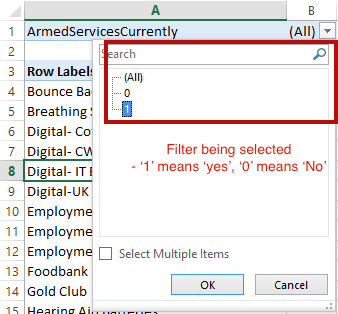 A B
1 ArmedServicesCurrently (All)
2 Search
3 Row Labels (All)
4 Bounce Ba 0
5 Breathing 1
6 Digital- Co
7 Digital- CW Filter being selected
8 Digital- IT - ‘1’ means ‘yes’, ‘0’ means ‘No’
9 Digital-UK
10 Employme
11 Employme
12 Employme Select Multiple Items
13 Foodbank
14 Gold Club OK Cancel
15 Hearing Aid Batteries